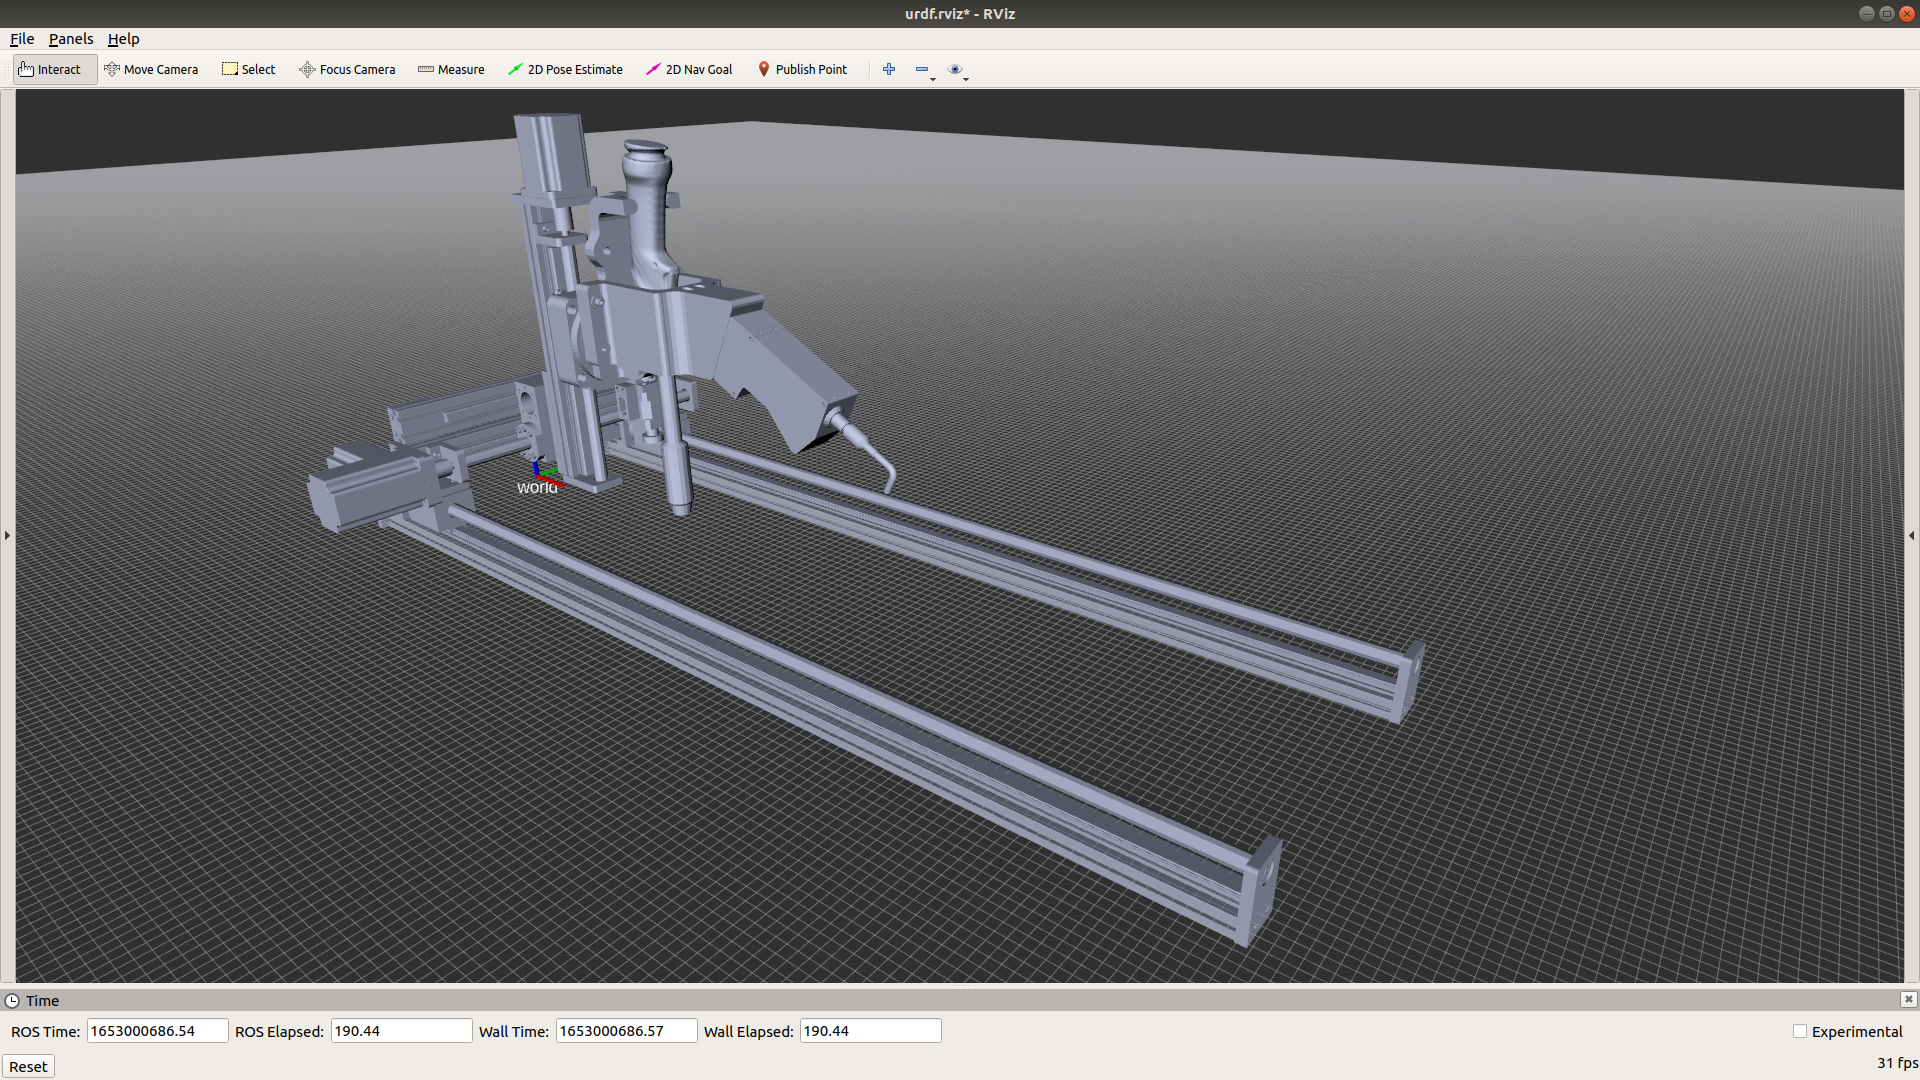 urdf.rviz* - RViz
File Panels Help
Interact Move Camera Select Focus Camera Measure 2D Pose Estimate 2D Nav Goal Publish Point
world
Time
ROS Time: 1653000686.54 ROS Elapsed: 190.44 Wall Time: 1653000686.57 Wall Elapsed: 190.44 Experimental
Reset 31 fps